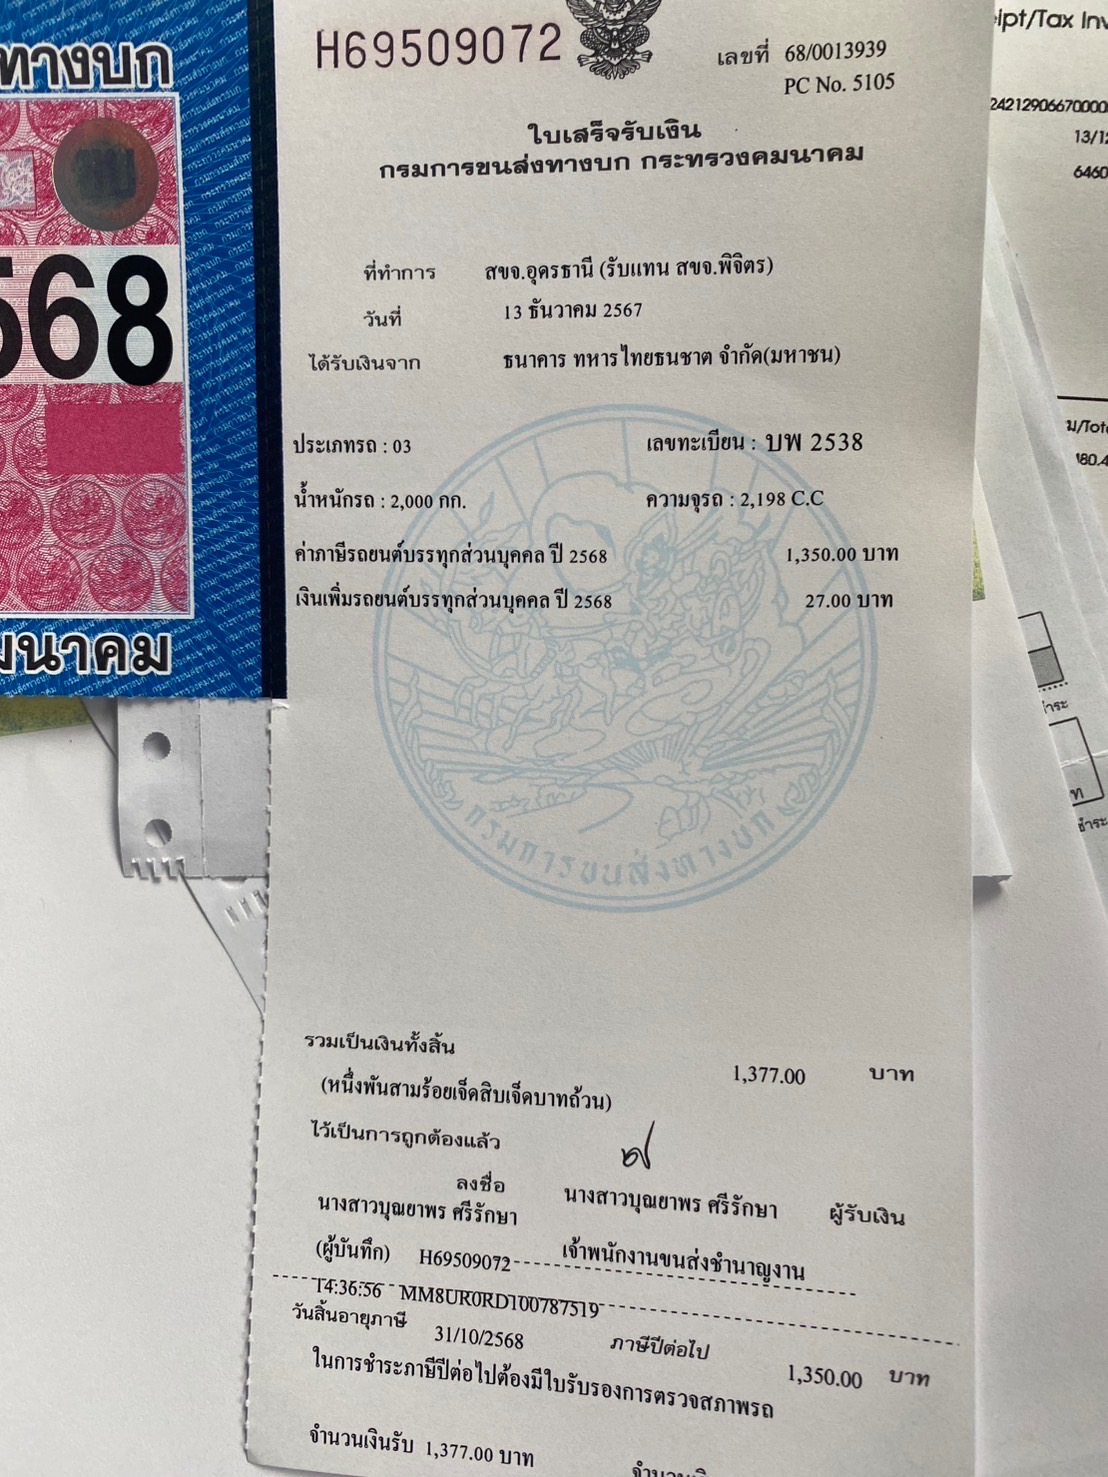 ทางบก
568
มนาคม
H69509072
เลขที่ 68/0013939
PC No. 5105
ใบเสร็จรับเงิน
กรมการขนส่งทางบก กระทรวงคมนาคม
ที่ทำการ สขจ.อุดรธานี (รับแทน สขจ.พิจิตร)
วันที่ 13 ธันวาคม 2567
ได้รับเงินจาก ธนาคาร ทหารไทยธนชาต จำกัด(มหาชน)
ประเภทรถ : 03 เลขทะเบียน : บพ 2538
น้ำหนักรถ : 2,000 กก. ความจุรถ : 2,198 C.C
ค่าภาษีรถยนต์บรรทุกส่วนบุคคล ปี 2568 1,350.00 บาท
เงินเพิ่มรถยนต์บรรทุกส่วนบุคคล ปี 2568 27.00 บาท
กรมการขนส่งทางบก
รวมเป็นเงินทั้งสิ้น 1,377.00 บาท
(หนึ่งพันสามร้อยเจ็ดสิบเจ็ดบาทถ้วน)
ไว้เป็นการถูกต้องแล้ว
ลงชื่อ นางสาวบุณยาพร ศรีรักษา ผู้รับเงิน
นางสาวบุณยาพร ศรีรักษา
(ผู้บันทึก) H69509072 เจ้าพนักงานขนส่งชำนาญงาน
14:36:56 MM8UR0RD100787519
วันสิ้นอายุภาษี 31/10/2568 ภาษีปีต่อไป 1,350.00 บาท
ในการชำระภาษีปีต่อไปต้องมีใบรับรองการตรวจสภาพรถ
จำนวนเงินรับ 1,377.00 บาท
ipt/Tax Inv
13/12
6460
ม/Tot